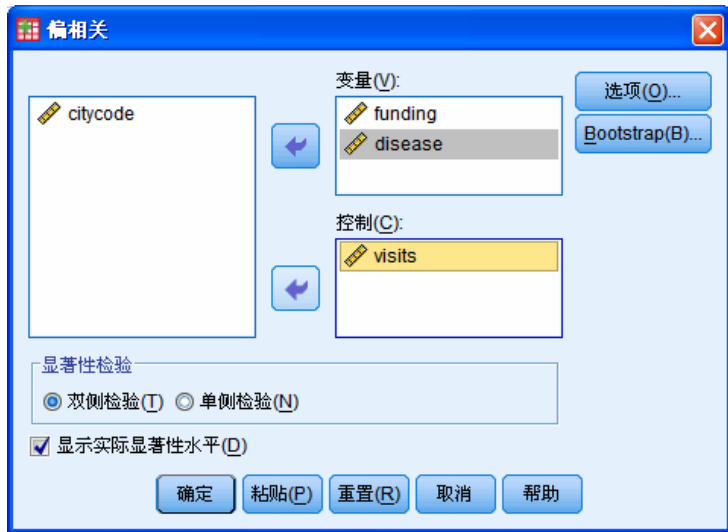 偏相关
citycode
变量(V):
funding
disease
控制(C):
visits
选项(O)...
Bootstrap(B)...
显著性检验
双侧检验(T) 单侧检验(N)
显示实际显著性水平(D)
确定 粘贴(P) 重置(R) 取消 帮助